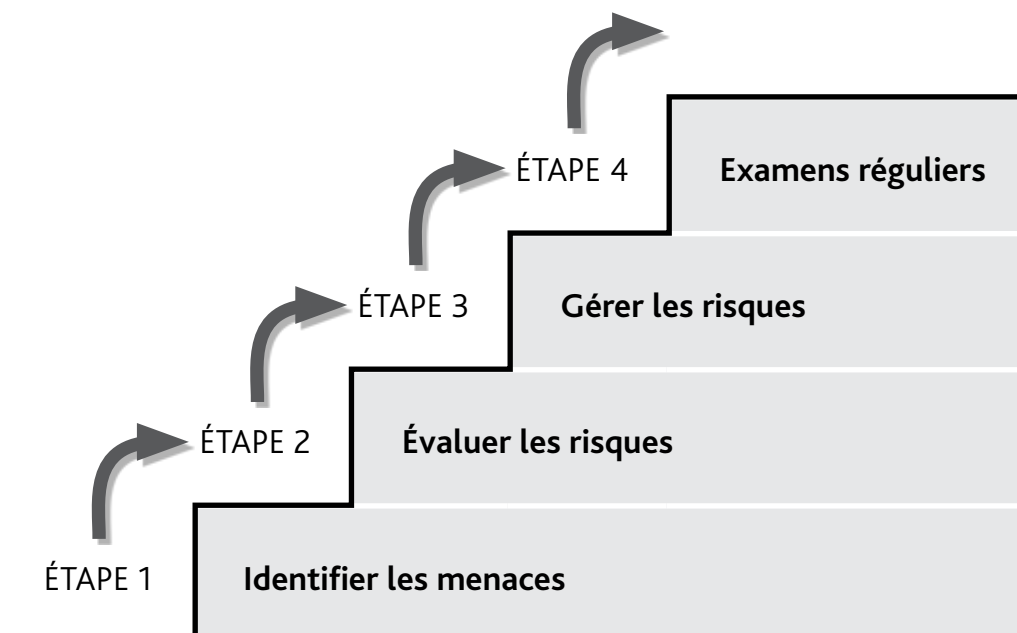 ÉTAPE 4 Examens réguliers
ÉTAPE 3 Gérer les risques
ÉTAPE 2 Évaluer les risques
ÉTAPE 1 Identifier les menaces